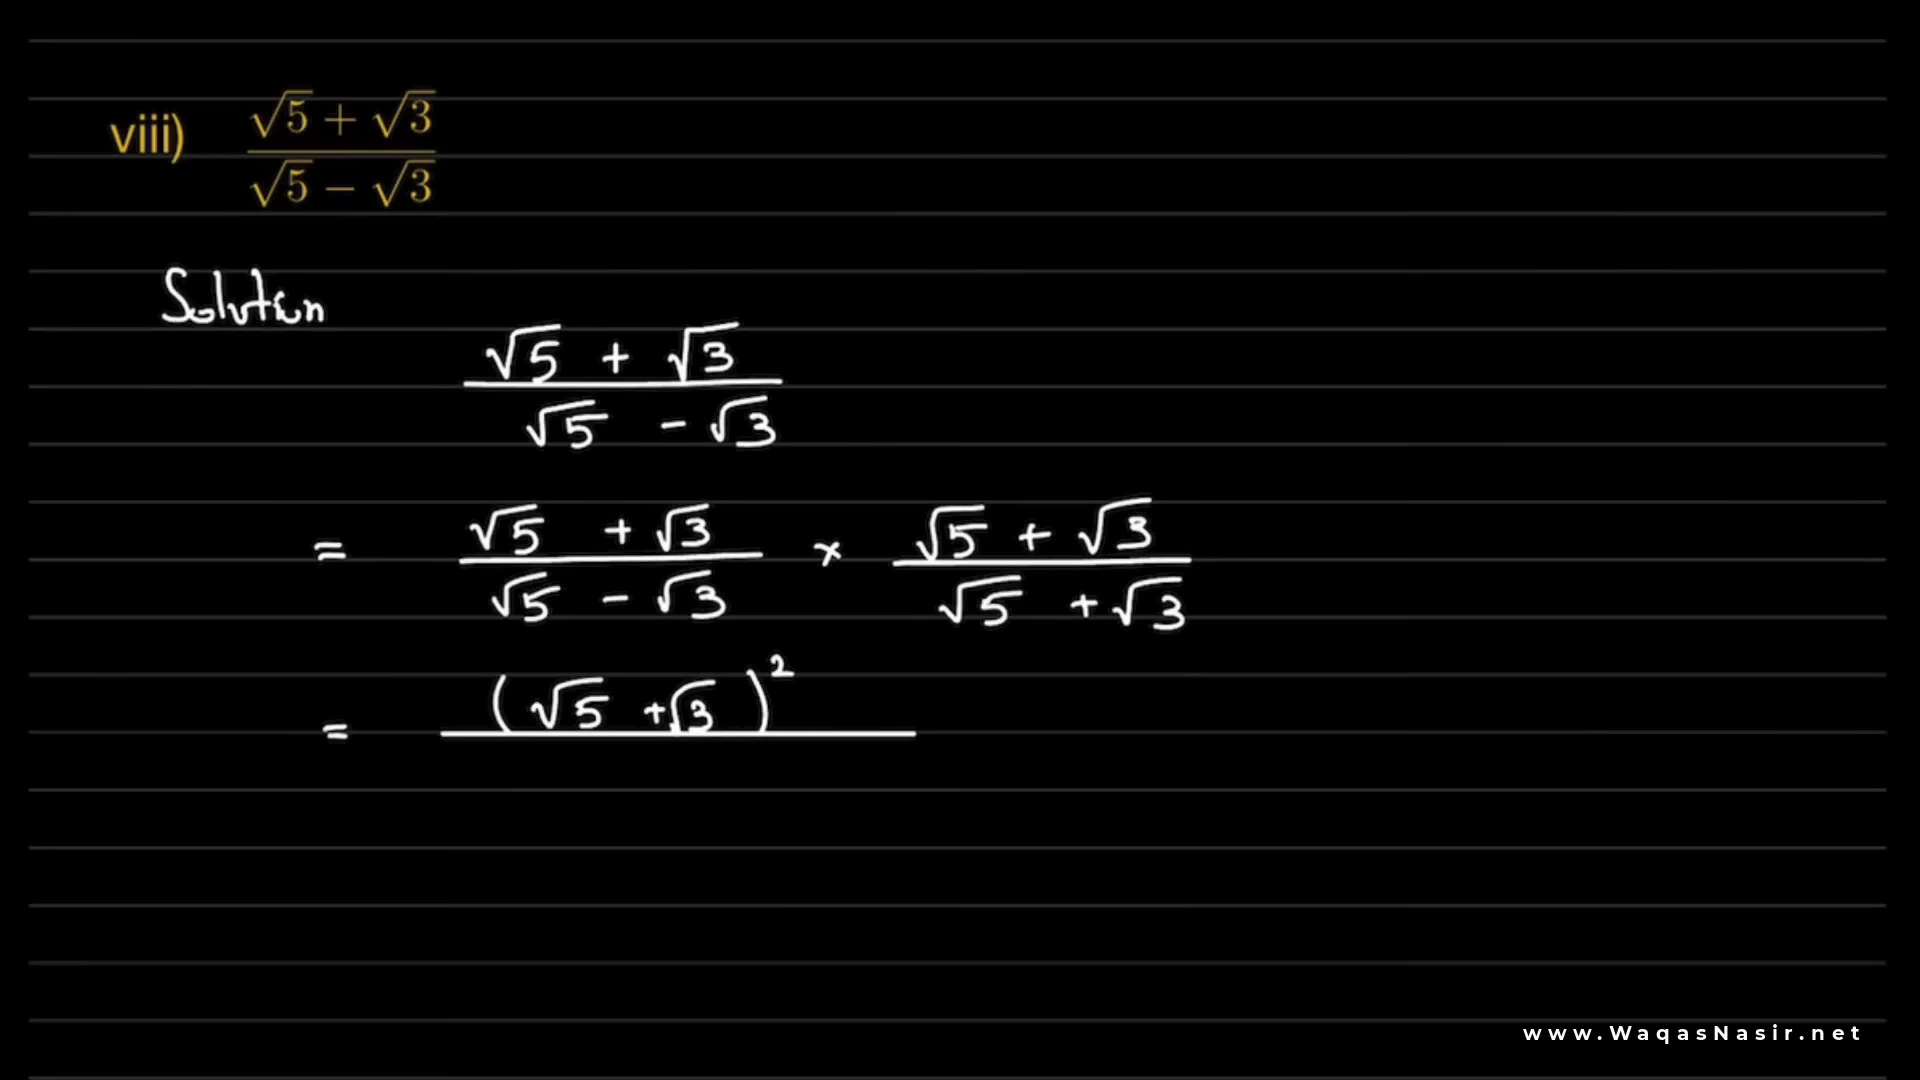 viii) (√5 + √3)/(√5 − √3)
Solution
(√5 + √3)/(√5 − √3)
= (√5 + √3)/(√5 − √3) × (√5 + √3)/(√5 + √3)
= (√5 + √3)²/
www.WaqasNasir.net